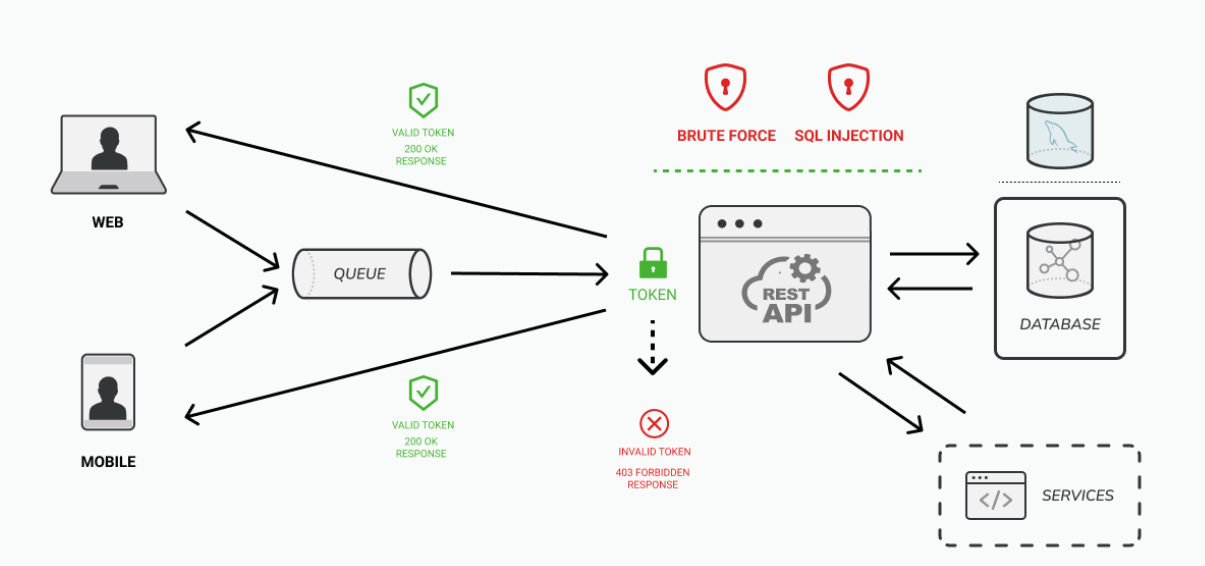 VALID TOKEN
200 OK
RESPONSE
BRUTE FORCE
SQL INJECTION
WEB
QUEUE
TOKEN
REST
API
DATABASE
MOBILE
VALID TOKEN
200 OK
RESPONSE
INVALID TOKEN
403 FORBIDDEN
RESPONSE
</>
SERVICES